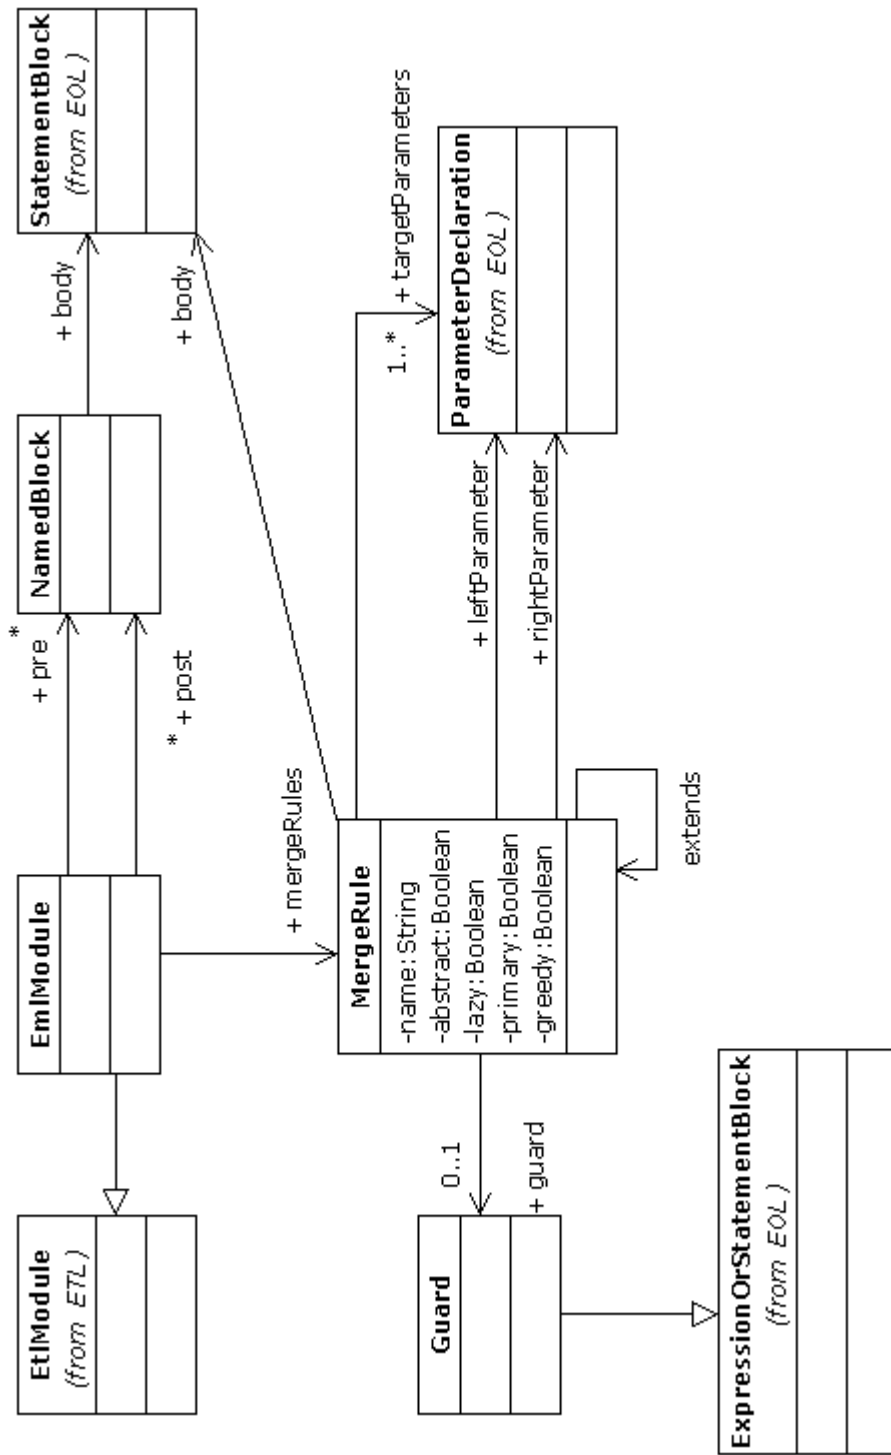 EtlModule
(from ETL)
EmlModule
+ pre
*
* + post
NamedBlock
+ body
StatementBlock
(from EOL)
+ body
+ mergeRules
Guard
0..1
+ guard
MergeRule
-name:String
-abstract:Boolean
-lazy:Boolean
-primary:Boolean
-greedy:Boolean
extends
+ leftParameter
+ rightParameter
1..*
+ targetParameters
ParameterDeclaration
(from EOL)
ExpressionOrStatementBlock
(from EOL)